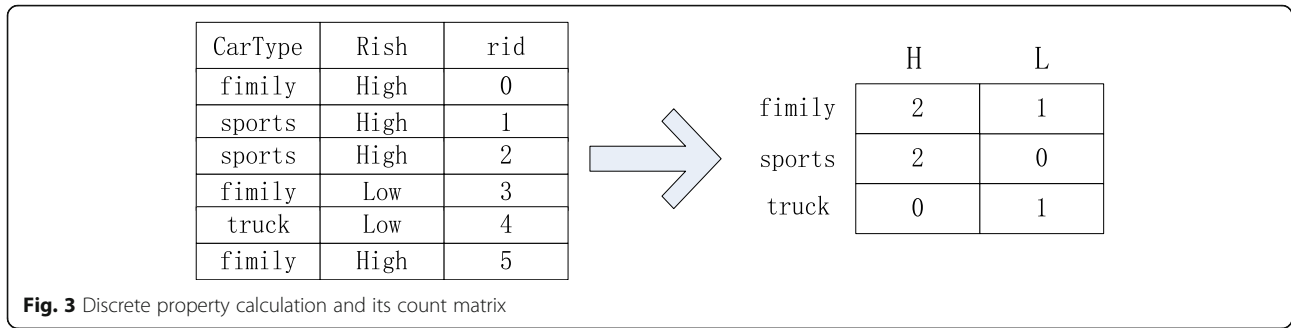 CarType Rish rid
fimily High 0
sports High 1
sports High 2
fimily Low 3
truck Low 4
fimily High 5
H L
fimily 2 1
sports 2 0
truck 0 1
Fig. 3 Discrete property calculation and its count matrix